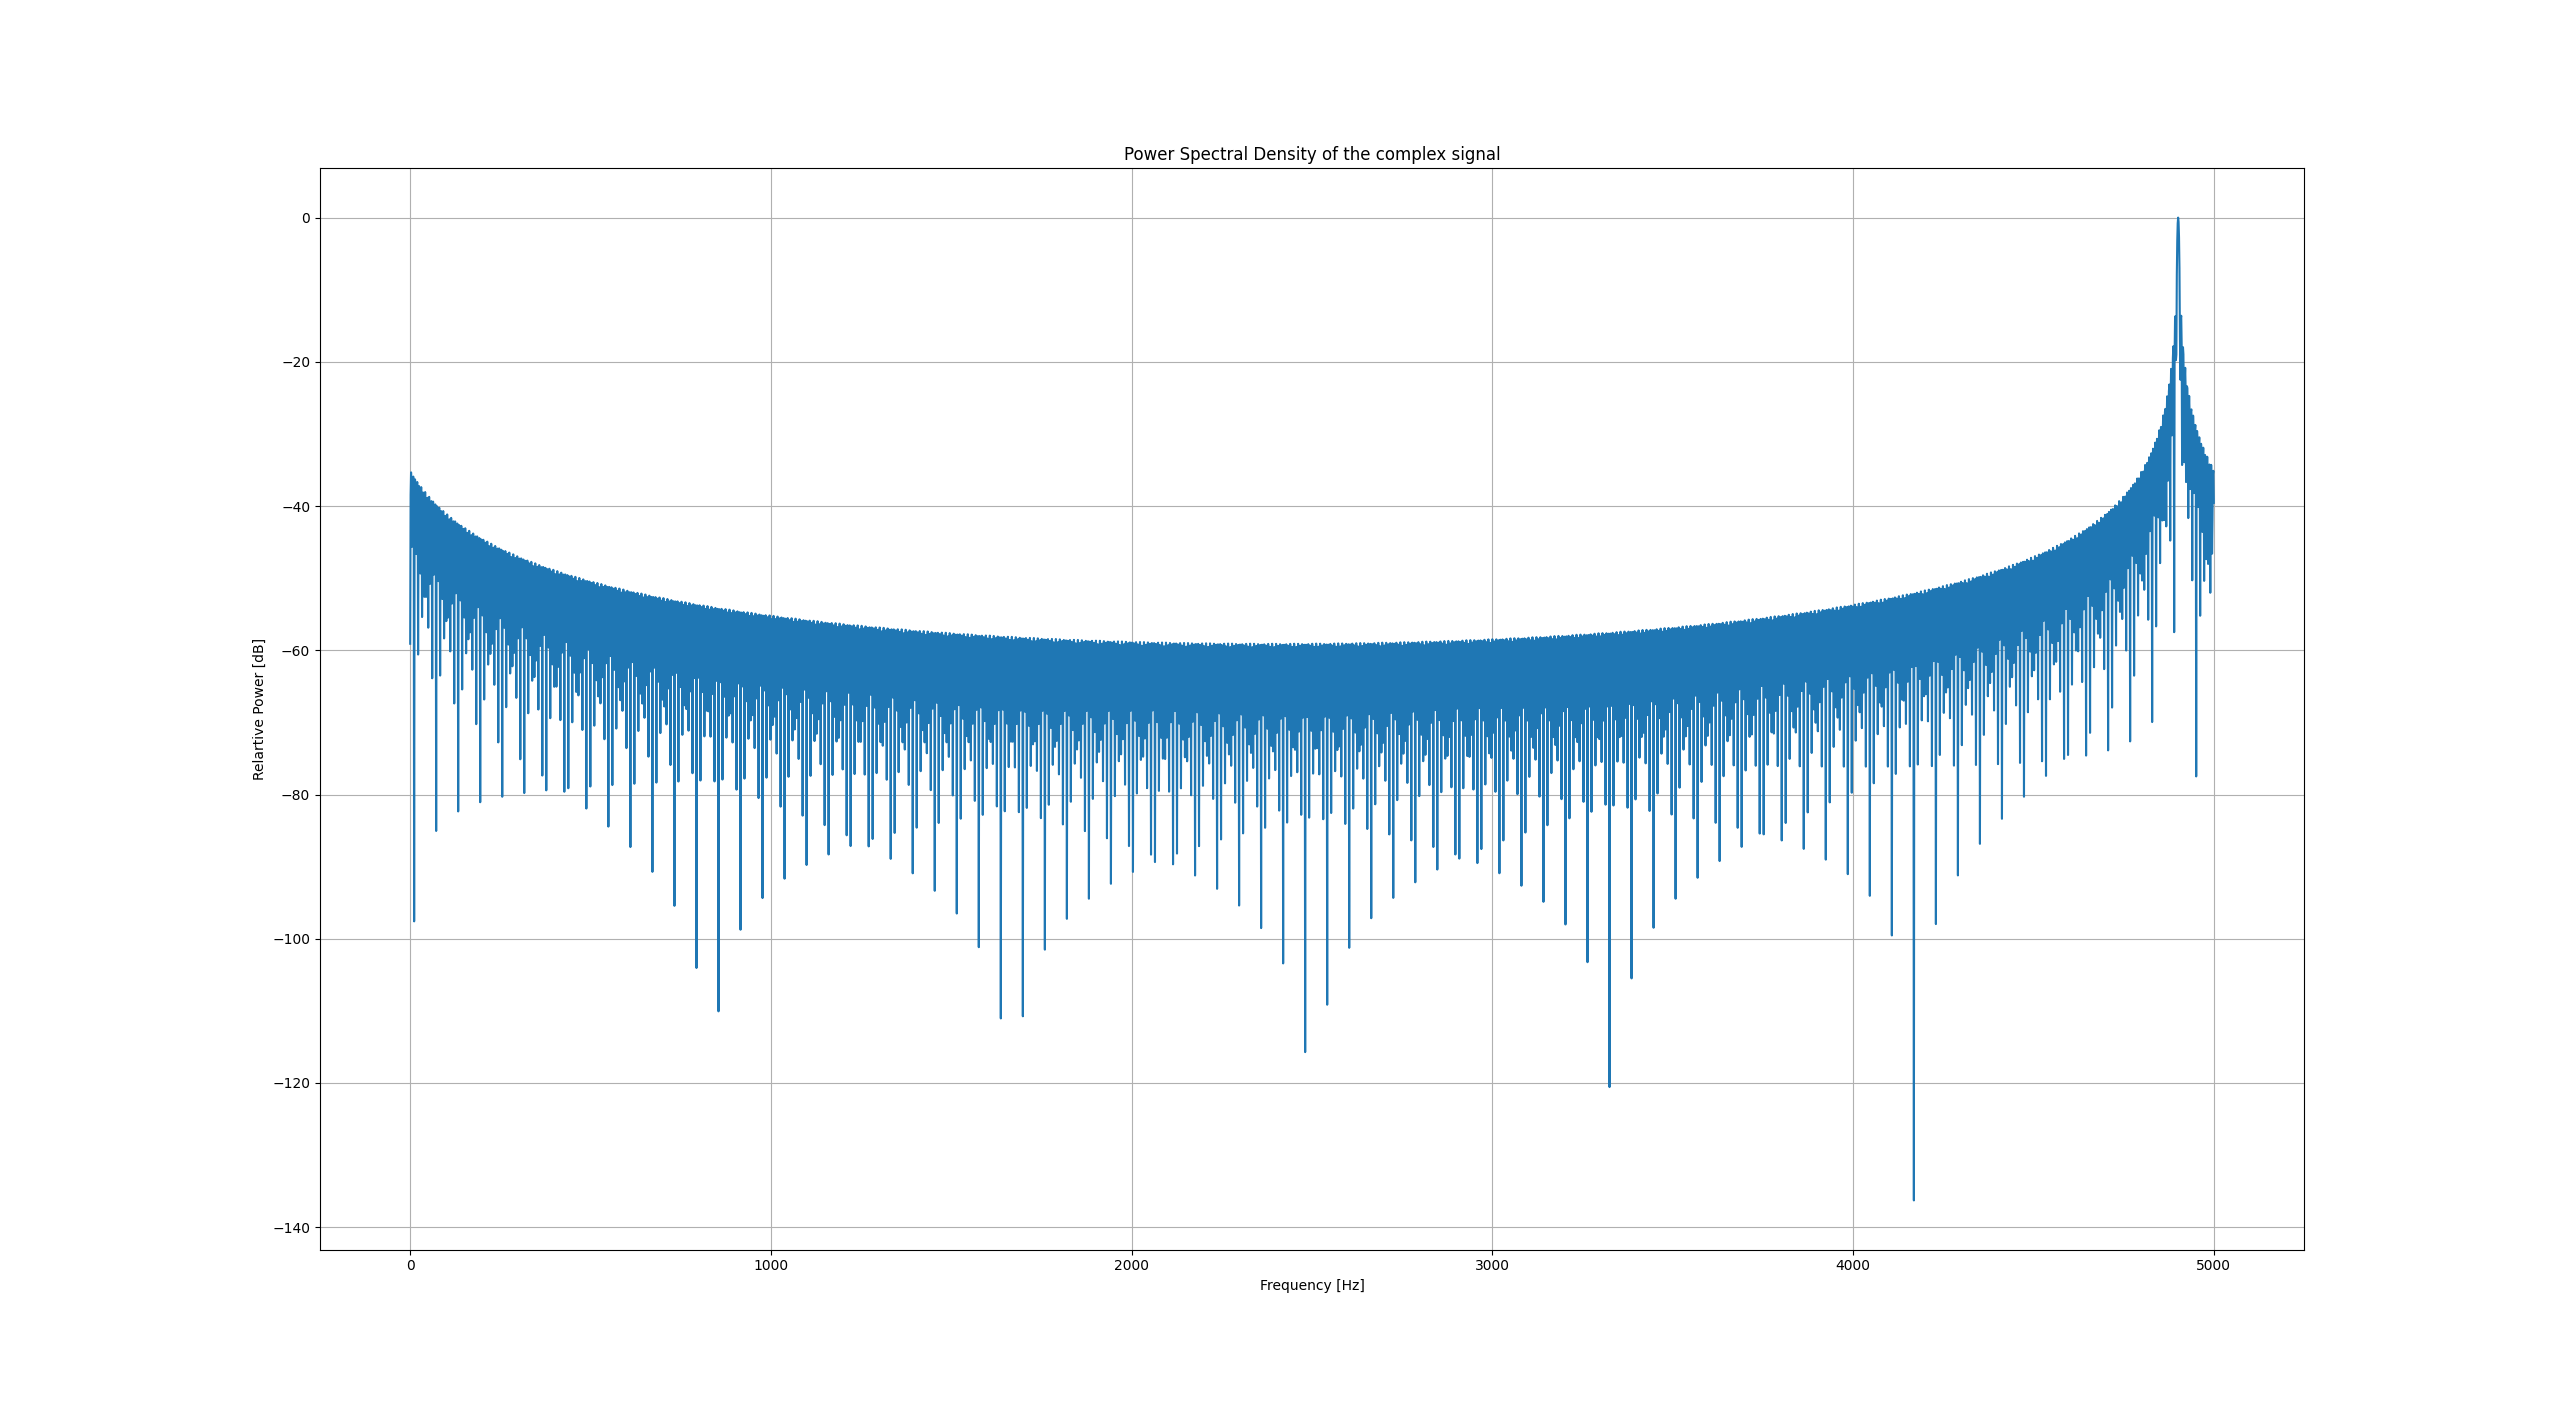 Power Spectral Density of the complex signal
Relartive Power [dB]
0
−20
−40
−60
−80
−100
−120
−140
0 1000 2000 3000 4000 5000
Frequency [Hz]